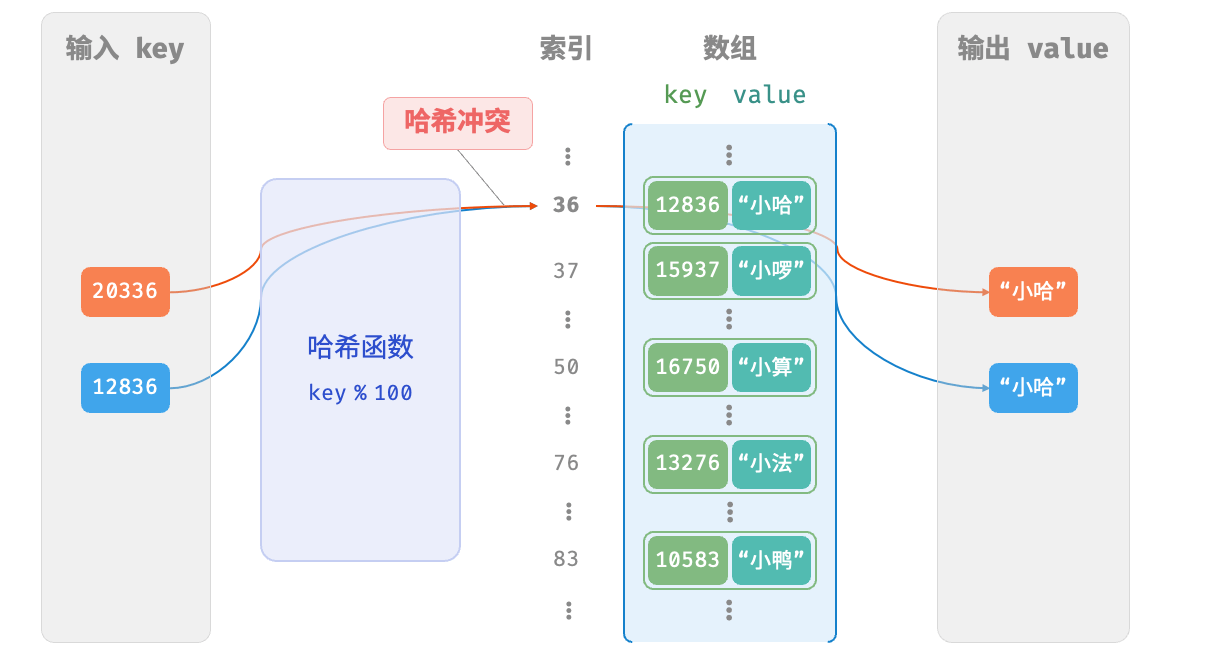 输入 key
索引
数组
输出 value
key value
哈希冲突
36
12836 “小哈”
37
15937 “小啰”
20336
“小哈”
哈希函数
key % 100
50
16750 “小算”
12836
“小哈”
76
13276 “小法”
83
10583 “小鸭”